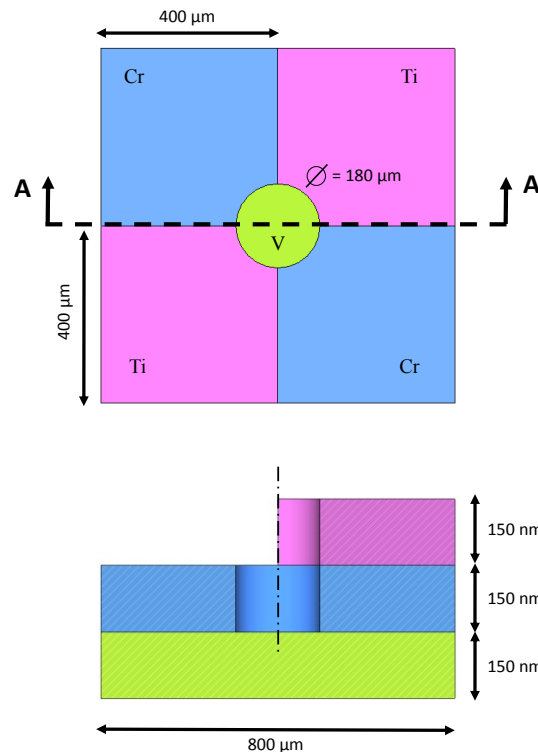 400 µm
Cr
Ti
A
A
∅ = 180 µm
V
400 µm
Ti
Cr
150 nm
150 nm
150 nm
800 µm